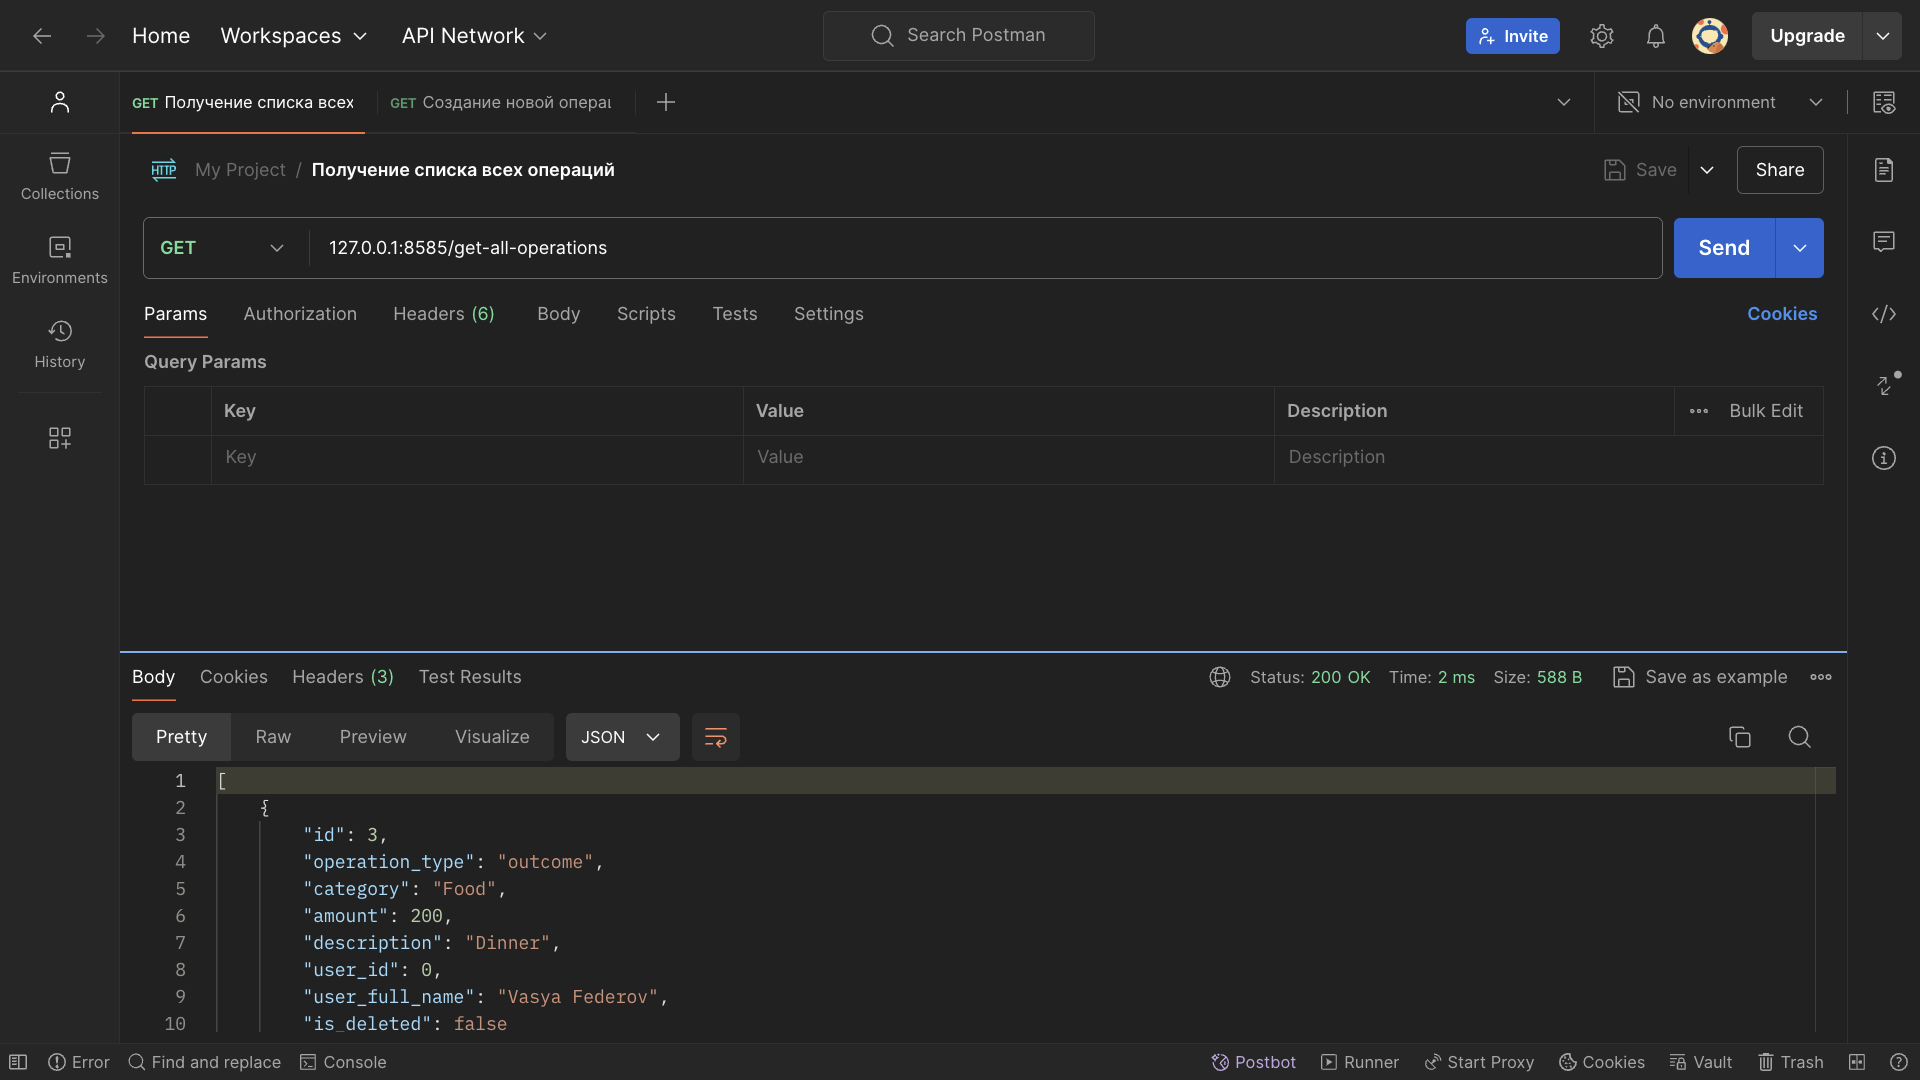 Home Workspaces API Network Search Postman Invite Upgrade
GET Получение списка всех GET Создание новой опера No environment
HTTP My Project / Получение списка всех операций Save Share
Collections
Environments
History
GET 127.0.0.1:8585/get-all-operations Send
Params Authorization Headers (6) Body Scripts Tests Settings Cookies
Query Params
Key Value Description Bulk Edit
Key Value Description
Body Cookies Headers (3) Test Results Status: 200 OK Time: 2 ms Size: 588 B Save as example
Pretty Raw Preview Visualize JSON
1 [
2 {
3 "id": 3,
4 "operation_type": "outcome",
5 "category": "Food",
6 "amount": 200,
7 "description": "Dinner",
8 "user_id": 0,
9 "user_full_name": "Vasya Federov",
10 "is_deleted": false
Error Find and replace Console Postbot Runner Start Proxy Cookies Vault Trash